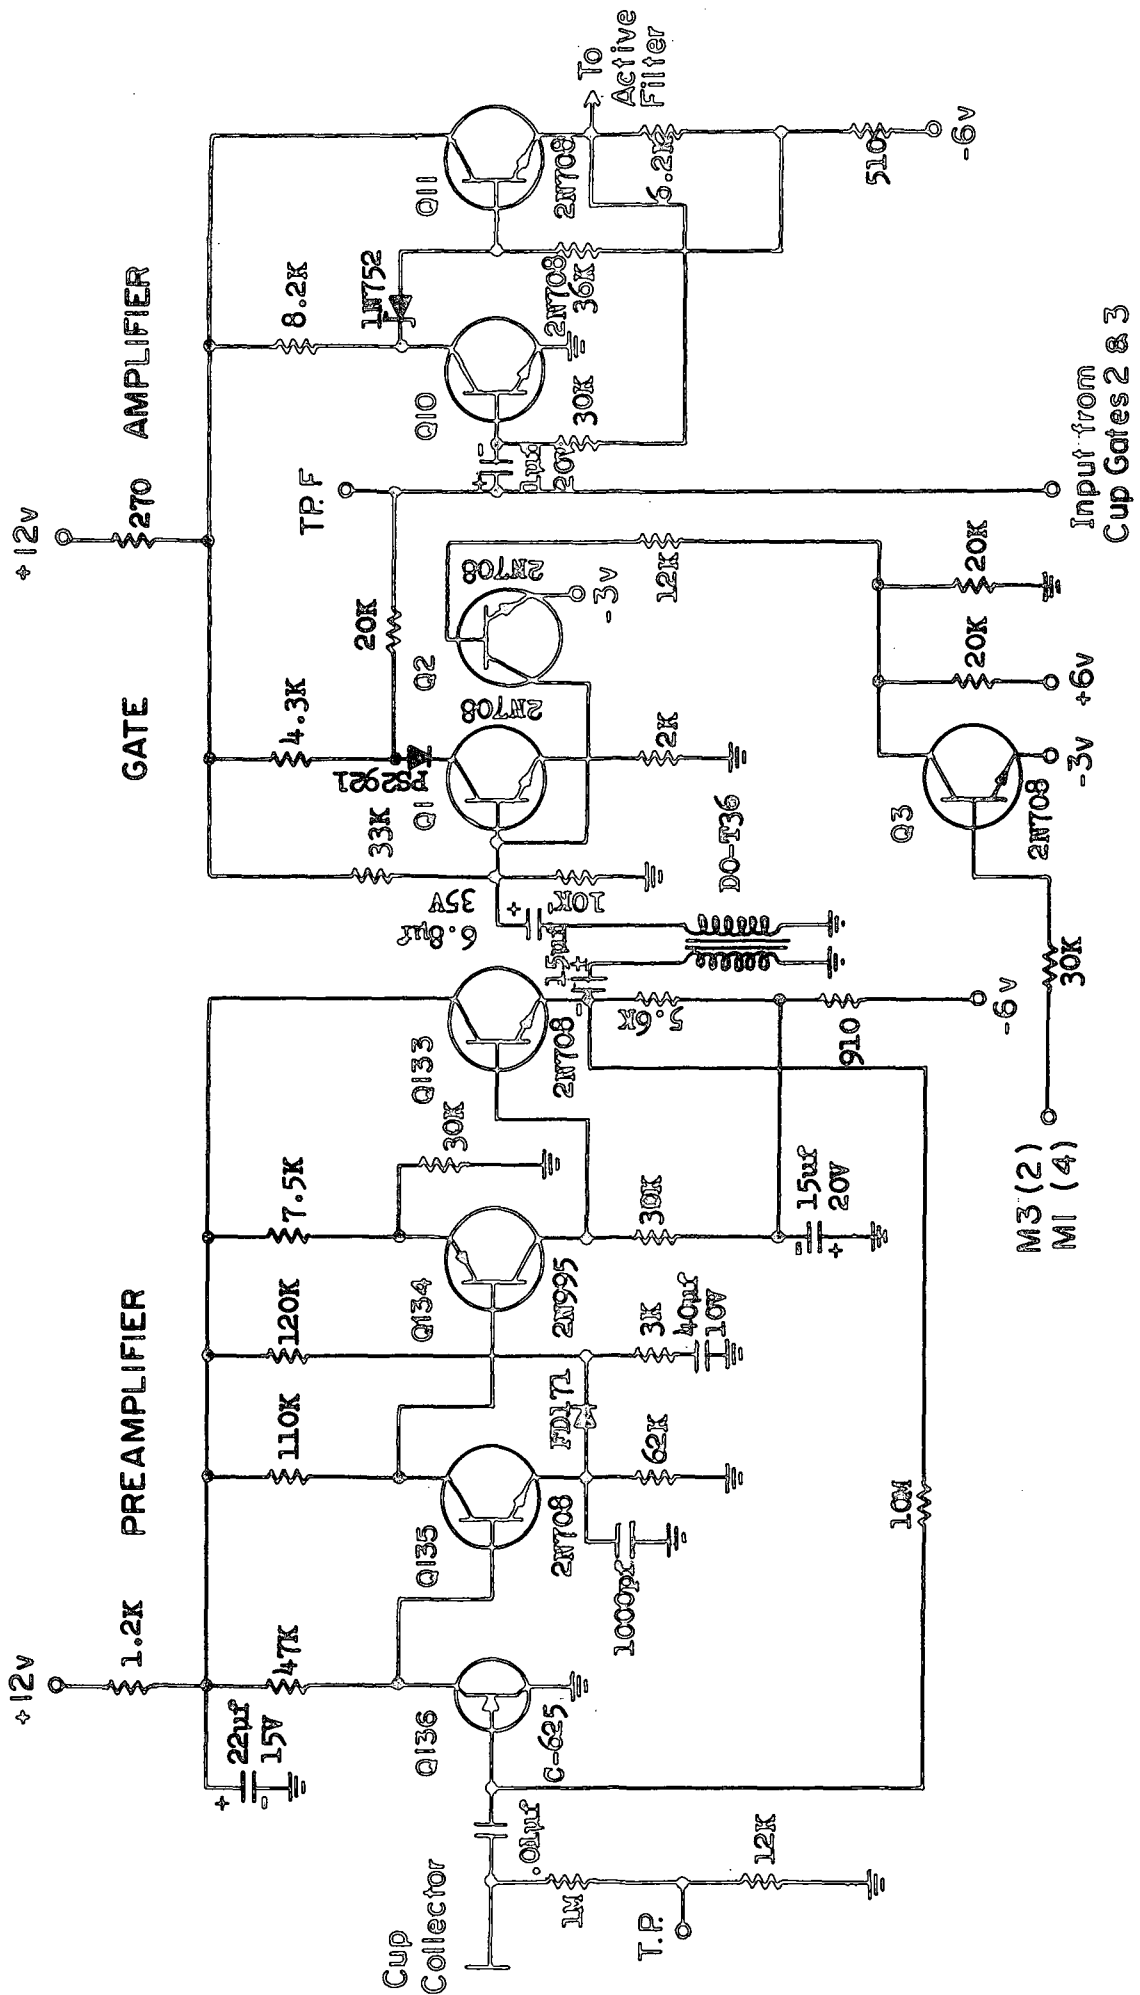 PREAMPLIFIER
GATE
AMPLIFIER
+12v
1.2K
+12v
270
22µf
15V
47K
110K
120K
7.5K
30K
33K
4.3K
20K
8.2K
1N752
TP. F
PS2921
Cup
Collector
.01µf
1M
T.P.
12K
Q136
C-625
Q135
2N708
1000pf
62K
FD171
3K
40µf
10V
Q134
2N995
30K
15µf
20V
Q133
2N708
5.6K
910
-6v
10M
15µf
6.8µf
35V
10K
DO-T36
Q1
2N708
2K
Q2
2N708
-3v
12K
Q3
2N708
-3v
20K
+6v
20K
30K
M3 (2)
M1 (4)
1µf
20V
Q10
2N708
30K
36K
Q11
2N708
6.2K
510
-6v
To
Active
Filter
Input from
Cup Gates 2 & 3